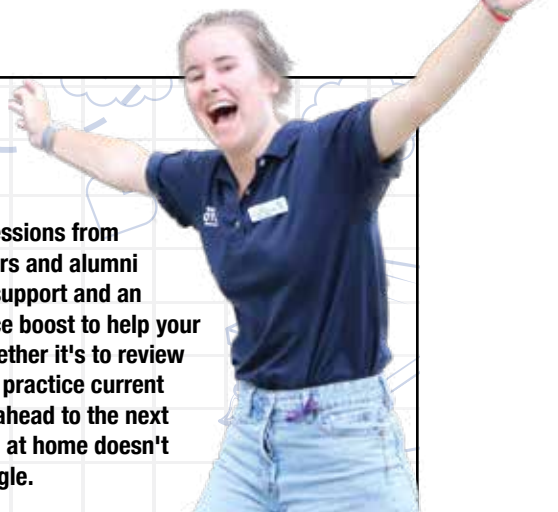 essions from
rs and alumni
support and an
ce boost to help your
ether it's to review
practice current
ahead to the next
at home doesn't
gle.